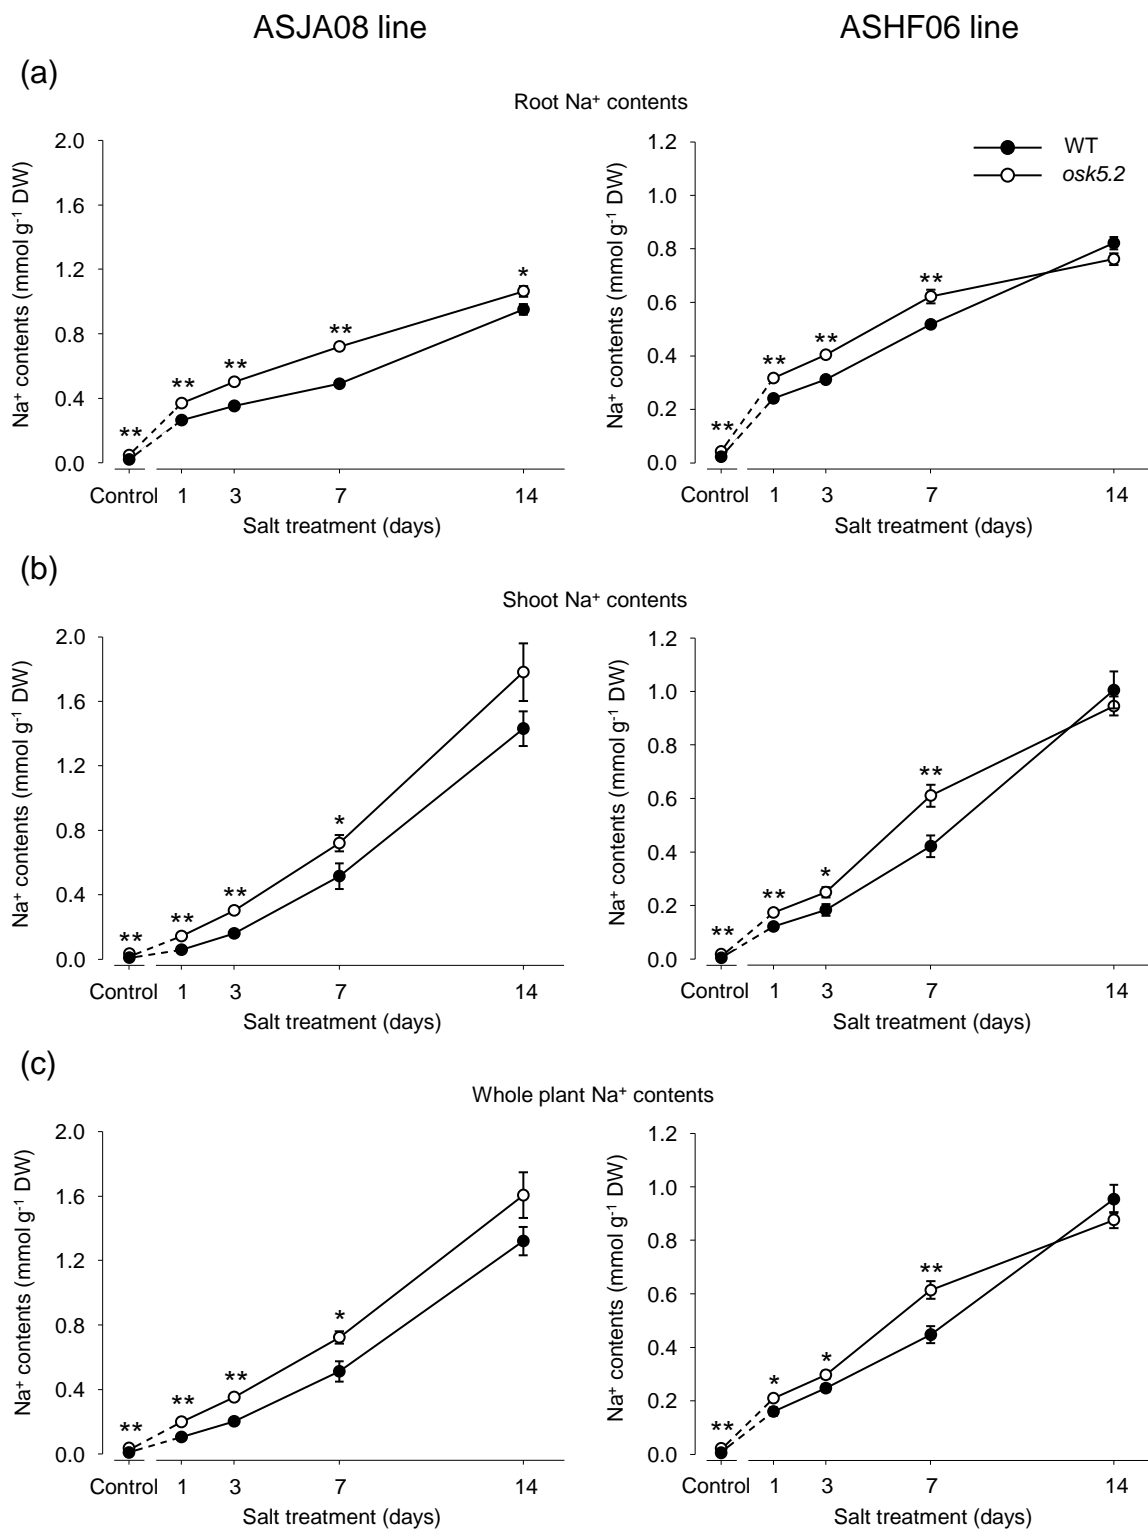 ASJA08 line
ASHF06 line
(a)
Root Na⁺ contents
Na⁺ contents (mmol g⁻¹ DW)
2.0
1.6
1.2
0.8
0.4
0.0
** ** ** ** *
Control 1 3 7 14
Salt treatment (days)
WT
osk5.2
Na⁺ contents (mmol g⁻¹ DW)
1.2
1.0
0.8
0.6
0.4
0.2
0.0
** ** ** **
Control 1 3 7 14
Salt treatment (days)
(b)
Shoot Na⁺ contents
Na⁺ contents (mmol g⁻¹ DW)
2.0
1.6
1.2
0.8
0.4
0.0
** ** ** *
Control 1 3 7 14
Salt treatment (days)
Na⁺ contents (mmol g⁻¹ DW)
1.2
1.0
0.8
0.6
0.4
0.2
0.0
** ** * **
Control 1 3 7 14
Salt treatment (days)
(c)
Whole plant Na⁺ contents
Na⁺ contents (mmol g⁻¹ DW)
2.0
1.6
1.2
0.8
0.4
0.0
** ** ** *
Control 1 3 7 14
Salt treatment (days)
Na⁺ contents (mmol g⁻¹ DW)
1.2
1.0
0.8
0.6
0.4
0.2
0.0
** * * **
Control 1 3 7 14
Salt treatment (days)